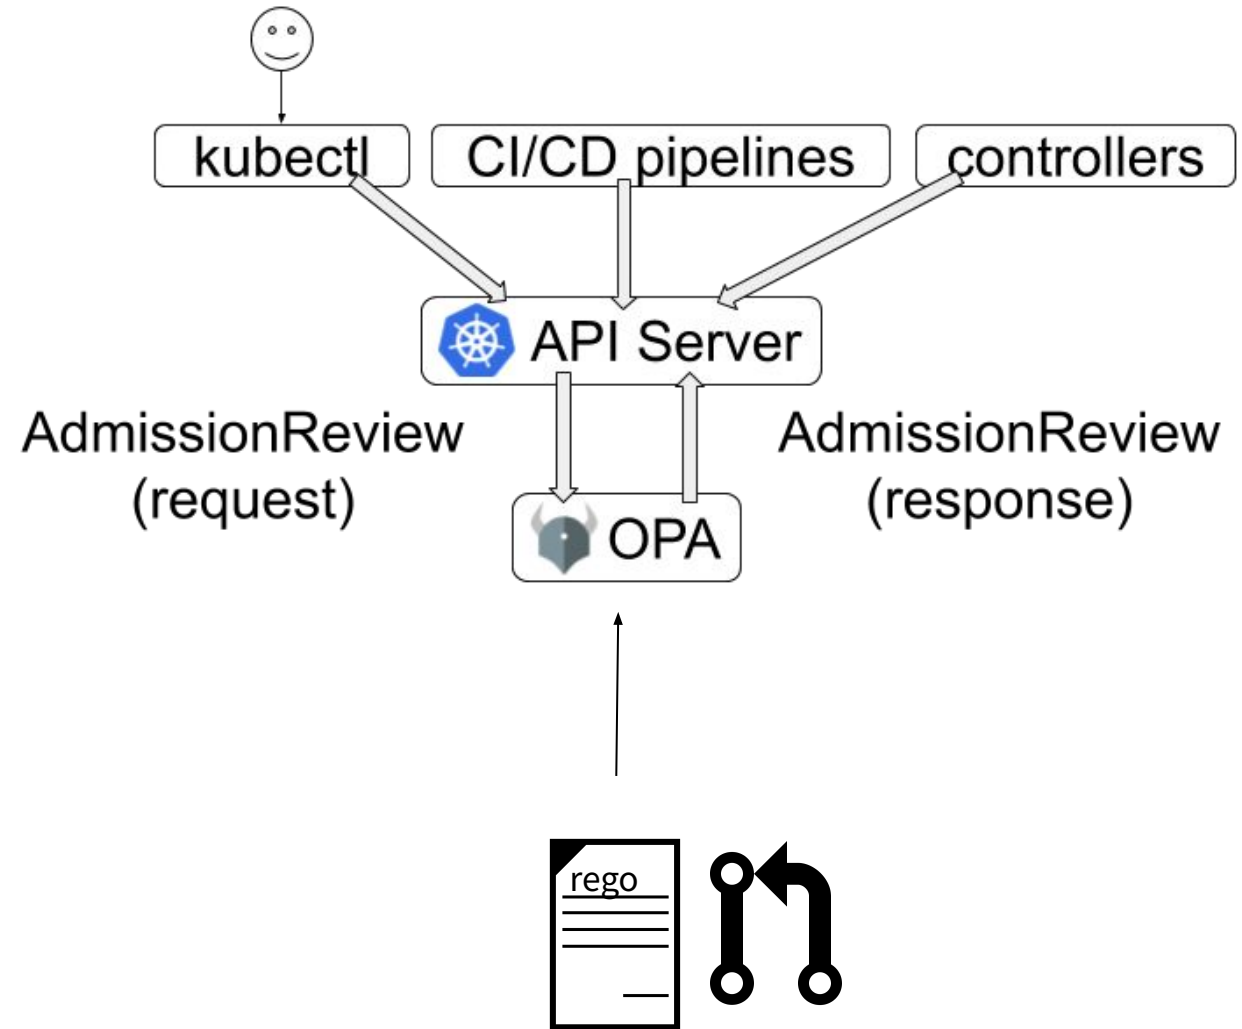 kubectl
CI/CD pipelines
controllers
API Server
AdmissionReview
(request)
AdmissionReview
(response)
OPA
rego